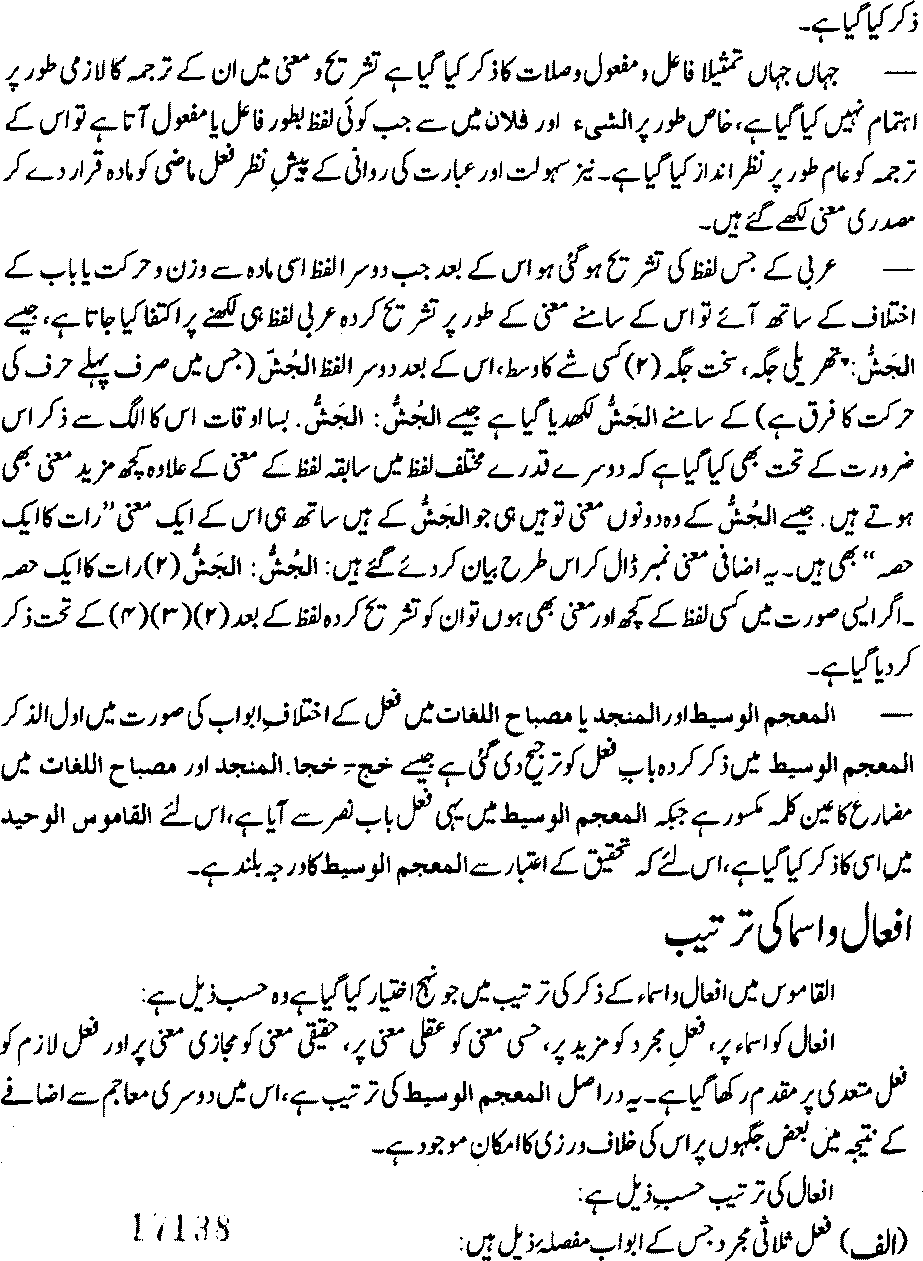 ذکر کیا گیا ہے۔
— جہاں جہاں تمثیلا فاعل و مفعول و صلات کا ذکر کیا گیا ہے تشریح و معنی میں ان کے ترجمہ کا لازمی طور پر
اہتمام نہیں کیا گیا ہے، خاص طور پر الشیء اور فلان میں سے جب کوئی لفظ بطور فاعل یا مفعول آتا ہے تو اس کے
ترجمہ کو عام طور پر نظر انداز کیا گیا ہے۔ نیز سہولت اور عبارت کی روانی کے پیشِ نظر فعل ماضی کو مادہ قرار دے کر
مصدری معنی لکھے گئے ہیں۔
— عربی کے جس لفظ کی تشریح ہو گئی ہو اس کے بعد جب دوسرا لفظ اسی مادہ سے وزن و حرکت یا باب کے
اختلاف کے ساتھ آئے تو اس کے سامنے معنی کے طور پر تشریح کردہ عربی لفظ ہی لکھنے پر اکتفا کیا جاتا ہے، جیسے
الجَشُّ: پتھریلی جگہ، سخت جگہ (۲) کسی شے کا وسط، اس کے بعد دوسرا لفظ الجُشّ (جس میں صرف پہلے حرف کی
حرکت کا فرق ہے) کے سامنے الجَشُّ لکھدیا گیا ہے جیسے الجُشُّ: الجَشُّ. بسا اوقات اس کا الگ سے ذکر اس
ضرورت کے تحت بھی کیا گیا ہے کہ دوسرے قدرے مختلف لفظ میں سابقہ لفظ کے معنی کے علاوہ کچھ مزید معنی بھی
ہوتے ہیں. جیسے الجُشُّ کے وہ دونوں معنی تو ہیں ہی جو الجَشُّ کے ہیں ساتھ ہی اس کے ایک معنی ”رات کا ایک
حصہ“ بھی ہیں۔ یہ اضافی معنی نمبر ڈال کر اس طرح بیان کر دئے گئے ہیں: الجُشُّ: الجَشُّ (۲) رات کا ایک حصہ
۔اگر ایسی صورت میں کسی لفظ کے کچھ اور معنی بھی ہوں تو ان کو تشریح کردہ لفظ کے بعد (۲) (۳) (۴) کے تحت ذکر
کر دیا گیا ہے۔
— المعجم الوسیط اور المنجد یا مصباح اللغات میں فعل کے اختلافِ ابواب کی صورت میں اول الذکر
المعجم الوسیط میں ذکر کردہ بابِ فعل کو ترجیح دی گئی ہے جیسے خج- خجا. المنجد اور مصباح اللغات میں
مضارع کا عین کلمہ مکسور ہے جبکہ المعجم الوسیط میں یہی فعل باب نصر سے آیا ہے، اس لئے القاموس الوحید
میں اسی کا ذکر کیا گیا ہے، اس لئے کہ تحقیق کے اعتبار سے المعجم الوسیط کا درجہ بلند ہے۔
افعال و اسما کی ترتیب
القاموس میں افعال و اسماء کے ذکر کی ترتیب میں جو نہج اختیار کیا گیا ہے وہ حسب ذیل ہے:
افعال کو اسماء پر، فعلِ مجرد کو مزید پر، حسی معنی کو عقلی معنی پر، حقیقی معنی کو مجازی معنی پر اور فعل لازم کو
فعل متعدی پر مقدم رکھا گیا ہے۔ یہ در اصل المعجم الوسیط کی ترتیب ہے، اس میں دوسری معاجم سے اضافے
کے نتیجہ میں بعض جگہوں پر اس کی خلاف ورزی کا امکان موجود ہے۔
افعال کی ترتیب حسبِ ذیل ہے:
(الف) فعل ثلاثی مجرد جس کے ابواب مفصلۂ ذیل ہیں:
17138